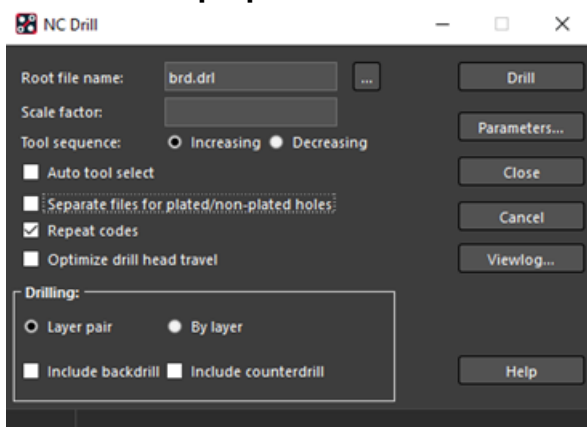 NC Drill
Root file name: brd.drl ... Drill
Scale factor:
Parameters...
Tool sequence: Increasing Decreasing
Auto tool select Close
Separate files for plated/non-plated holes
Cancel
Repeat codes
Optimize drill head travel Viewlog...
Drilling:
Layer pair By layer
Include backdrill Include counterdrill Help